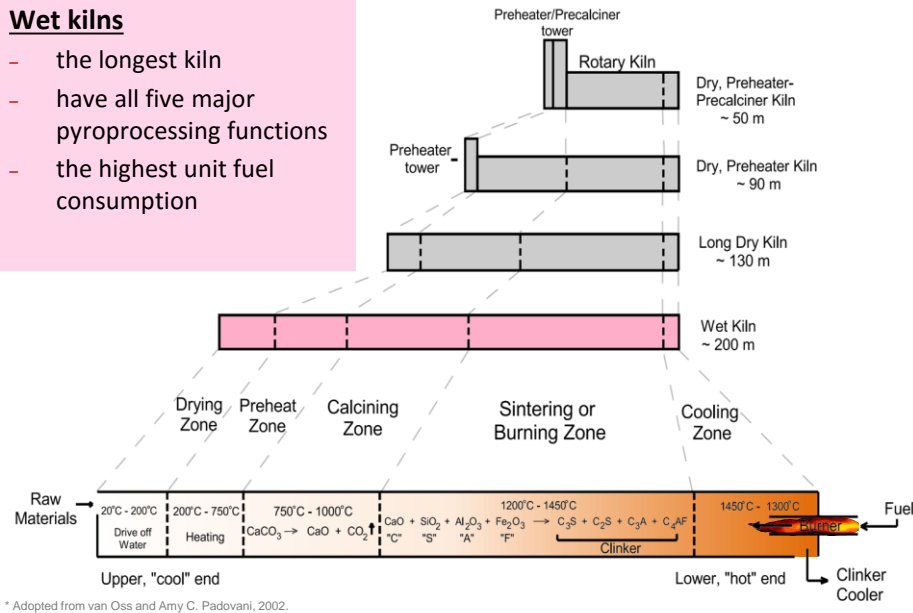 Wet kilns
– the longest kiln
– have all five major
pyroprocessing functions
– the highest unit fuel
consumption
Preheater/Precalciner
tower
Rotary Kiln
Dry, Preheater-
Precalciner Kiln
~ 50 m
Preheater
tower
Dry, Preheater Kiln
~ 90 m
Long Dry Kiln
~ 130 m
Wet Kiln
~ 200 m
Drying
Zone
Preheat
Zone
Calcining
Zone
Sintering or
Burning Zone
Cooling
Zone
Raw
Materials
20°C - 200°C
Drive off
Water
200°C - 750°C
Heating
750°C - 1000°C
CaCO₃ → CaO + CO₂
1200°C - 1450°C
CaO + SiO₂ + Al₂O₃ + Fe₂O₃ → C₃S + C₂S + C₃A + C₄AF
"C" "S" "A" "F"
Clinker
1450°C - 1300°C
Burner
Fuel
Upper, "cool" end
Lower, "hot" end
Clinker
Cooler
* Adopted from van Oss and Amy C. Padovani, 2002.